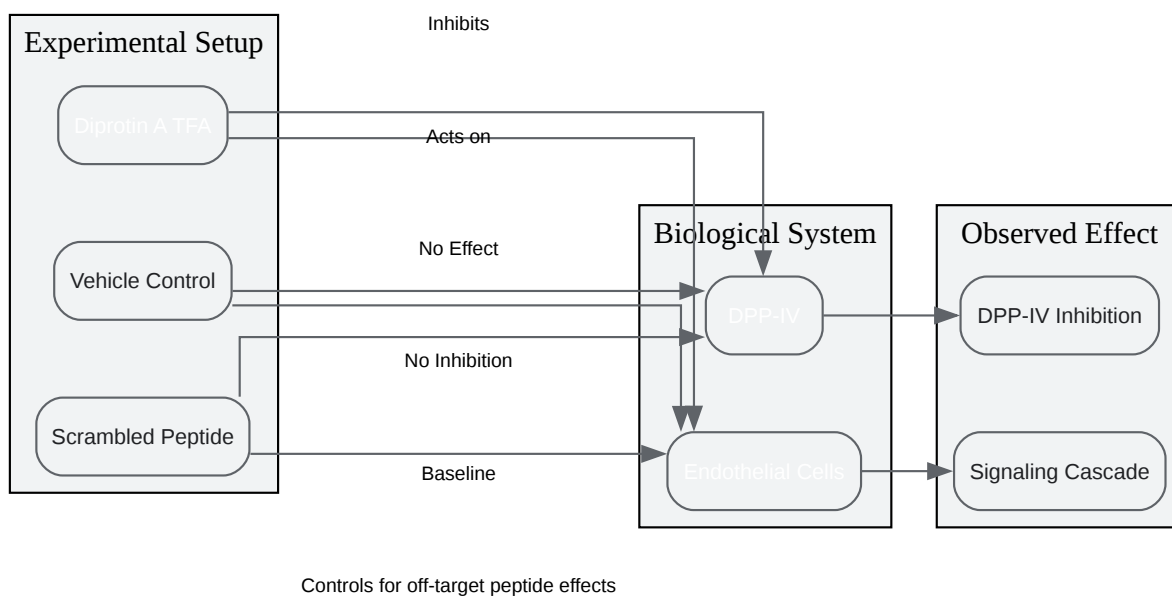 Inhibits
Experimental Setup
Diprotin A TFA
Acts on
Biological System
Observed Effect
No Effect
Vehicle Control
DPP-IV
DPP-IV Inhibition
No Inhibition
Scrambled Peptide
Baseline
Endothelial Cells
Signaling Cascade
Controls for off-target peptide effects